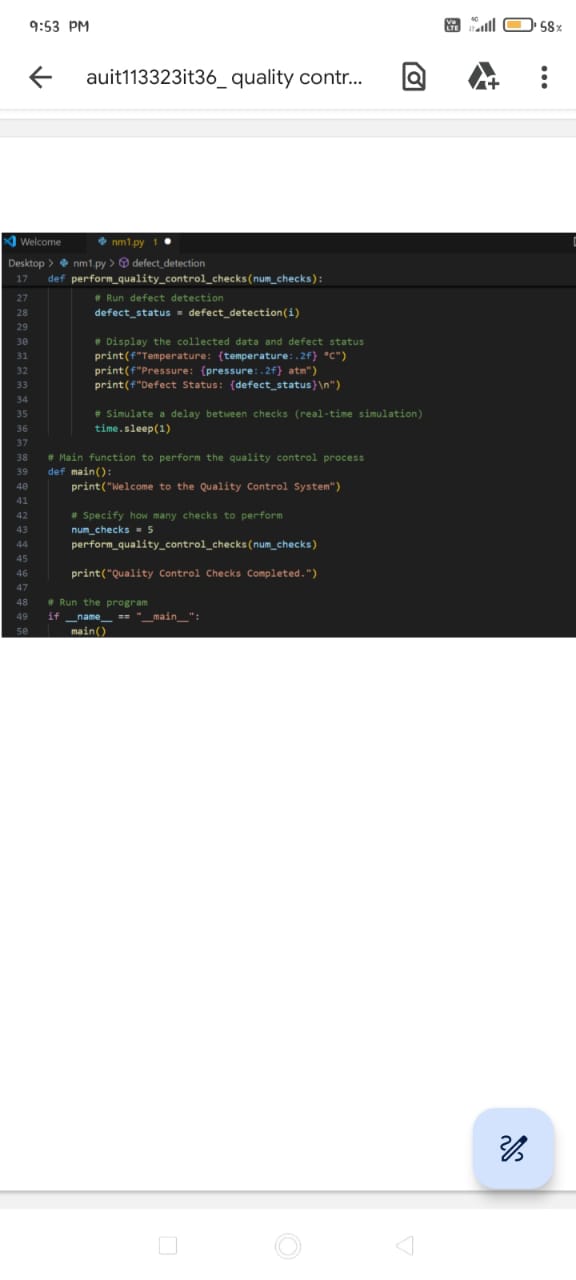 9:53 PM
Vo LTE 4G 58%
auit113323it36_ quality contr...
Welcome nm1.py 1
Desktop > nm1.py > defect_detection
17 def perform_quality_control_checks(num_checks):
27 # Run defect detection
28 defect_status = defect_detection(i)
29
30 # Display the collected data and defect status
31 print(f"Temperature: {temperature:.2f} °C")
32 print(f"Pressure: {pressure:.2f} atm")
33 print(f"Defect Status: {defect_status}\n")
34
35 # Simulate a delay between checks (real-time simulation)
36 time.sleep(1)
37
38 # Main function to perform the quality control process
39 def main():
40 print("Welcome to the Quality Control System")
41
42 # Specify how many checks to perform
43 num_checks = 5
44 perform_quality_control_checks(num_checks)
45
46 print("Quality Control Checks Completed.")
47
48 # Run the program
49 if __name__ == "__main__":
50 main()